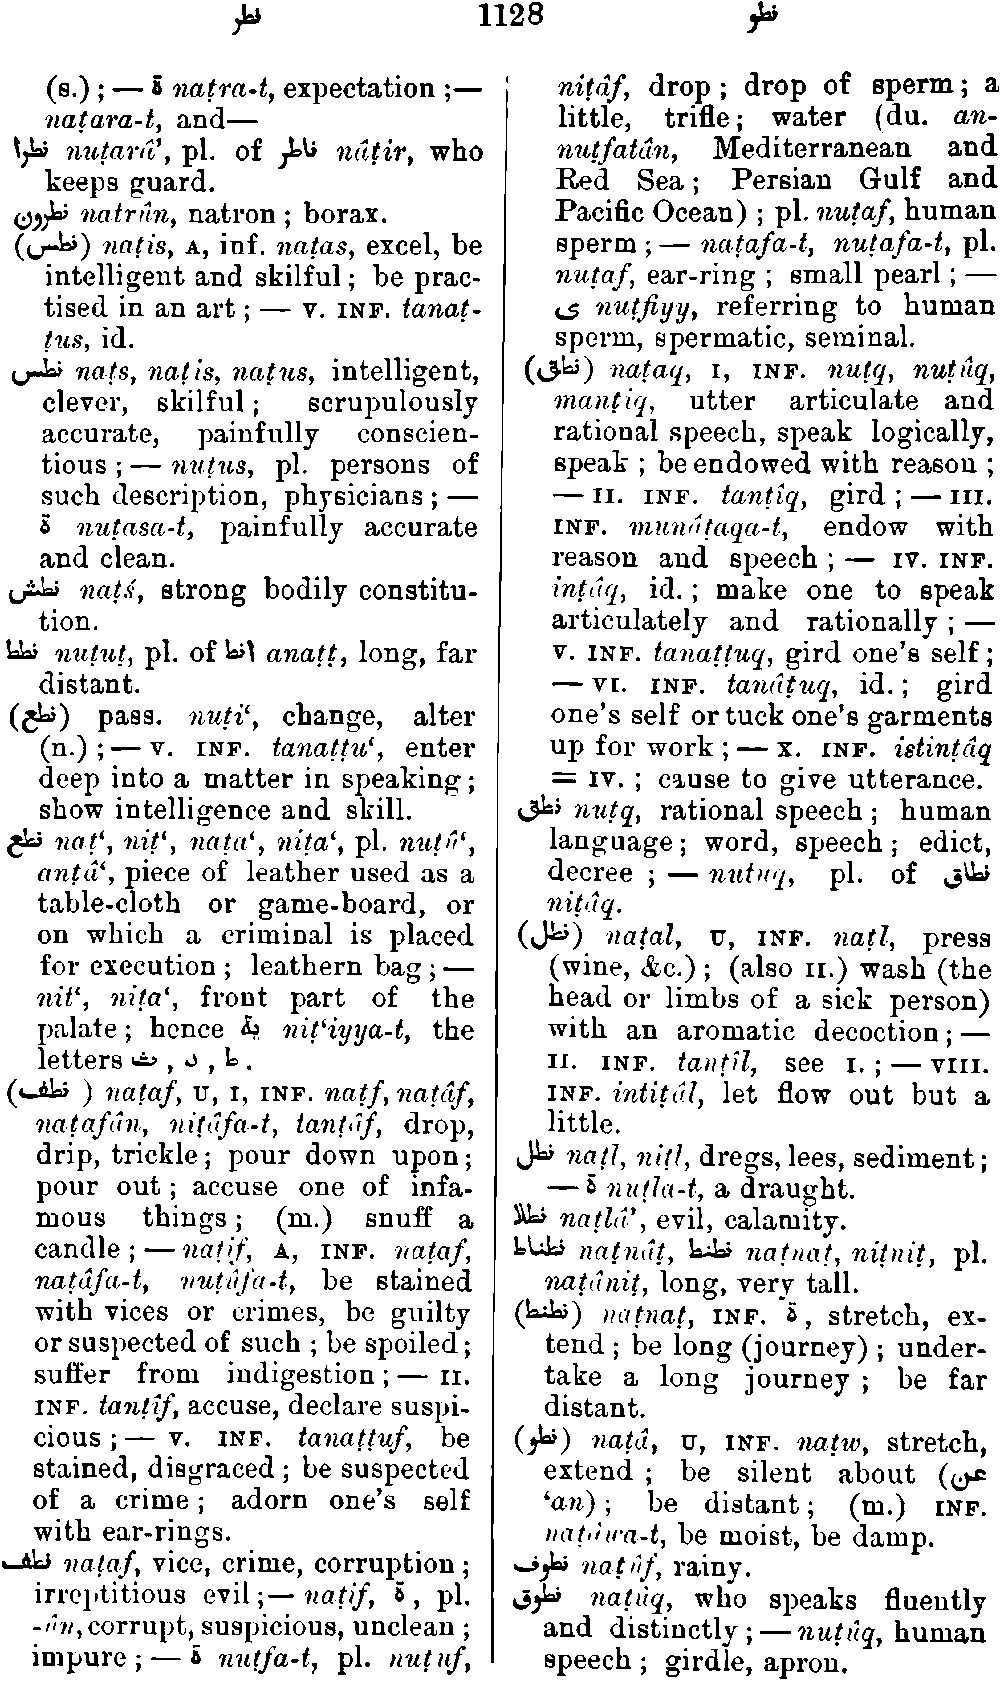 نطر 1128 نطو
(s.) ; — ة naṭra-t, expectation ;—
naṭara-t, and—
نطرا nuṭarâ’, pl. of ناطر nâṭir, who
keeps guard.
نطرون natrûn, natron ; borax.
(نطس) naṭis, A, inf. naṭas, excel, be
intelligent and skilful ; be prac-
tised in an art ; — V. INF. tanaṭ-
ṭus, id.
نطس naṭs, naṭis, naṭus, intelligent,
clever, skilful ; scrupulously
accurate, painfully conscien-
tious ; — nuṭus, pl. persons of
such description, physicians ; —
ة nuṭasa-t, painfully accurate
and clean.
نطش naṭś, strong bodily constitu-
tion.
نطط nuṭuṭ, pl. of انط anaṭṭ, long, far
distant.
(نطع) pass. nuṭi‘, change, alter
(n.) ; — V. INF. tanaṭṭu‘, enter
deep into a matter in speaking ;
show intelligence and skill.
نطع naṭ‘, niṭ‘, naṭa‘, niṭa‘, pl. nuṭû‘,
anṭâ‘, piece of leather used as a
table-cloth or game-board, or
on which a criminal is placed
for execution ; leathern bag ; —
nit‘, niṭa‘, front part of the
palate ; hence ية niṭ‘iyya-t, the
letters ت , د , ط .
(نطف ) naṭaf, U, I, INF. naṭf, naṭâf,
naṭafân, niṭâfa-t, tanṭâf, drop,
drip, trickle ; pour down upon ;
pour out ; accuse one of infa-
mous things ; (m.) snuff a
candle ; — naṭif, A, INF. naṭaf,
naṭâfa-t, nuṭûfa-t, be stained
with vices or crimes, be guilty
or suspected of such ; be spoiled ;
suffer from indigestion ; — II.
INF. tanṭîf, accuse, declare suspi-
cious ; — V. INF. tanaṭṭuf, be
stained, disgraced ; be suspected
of a crime ; adorn one's self
with ear-rings.
نطف naṭaf, vice, crime, corruption ;
irreptitious evil ;— naṭif, ة , pl.
-ûn, corrupt, suspicious, unclean ;
impure ; — ة nuṭfa-t, pl. nuṭuf,
niṭâf, drop ; drop of sperm ; a
little, trifle ; water (du. an-
nuṭfatân, Mediterranean and
Red Sea ; Persian Gulf and
Pacific Ocean) ; pl. nuṭaf, human
sperm ; — naṭafa-t, nuṭafa-t, pl.
nuṭaf, ear-ring ; small pearl ; —
ى nuṭfiyy, referring to human
sperm, spermatic, seminal.
(نطق) naṭaq, I, INF. nuṭq, nuṭûq,
manṭiq, utter articulate and
rational speech, speak logically,
speak ; be endowed with reason ;
— II. INF. tanṭîq, gird ; — III.
INF. munâṭaqa-t, endow with
reason and speech ; — IV. INF.
inṭâq, id. ; make one to speak
articulately and rationally ; —
V. INF. tanaṭṭuq, gird one's self ;
— VI. INF. tanâṭuq, id. ; gird
one's self or tuck one's garments
up for work ; — X. INF. istinṭâq
= IV. ; cause to give utterance.
نطق nuṭq, rational speech ; human
language ; word, speech ; edict,
decree ; — nuṭuq, pl. of نطاق
niṭâq.
(نطل) naṭal, U, INF. naṭl, press
(wine, &c.) ; (also II.) wash (the
head or limbs of a sick person)
with an aromatic decoction ; —
II. INF. tanṭîl, see I. ; — VIII.
INF. intiṭâl, let flow out but a
little.
نطل naṭl, niṭl, dregs, lees, sediment ;
— ة nuṭla-t, a draught.
نطلا naṭlâ’, evil, calamity.
نطناط naṭnâṭ, نطنط naṭnaṭ, niṭniṭ, pl.
naṭâniṭ, long, very tall.
(نطنط) naṭnaṭ, INF. ة , stretch, ex-
tend ; be long (journey) ; under-
take a long journey ; be far
distant.
(نطو) naṭâ, U, INF. naṭw, stretch,
extend ; be silent about (عن
‘an) ; be distant ; (m.) INF.
naṭâwa-t, be moist, be damp.
نطوف naṭûf, rainy.
نطوق naṭûq, who speaks fluently
and distinctly ; — nuṭûq, human
speech ; girdle, apron.